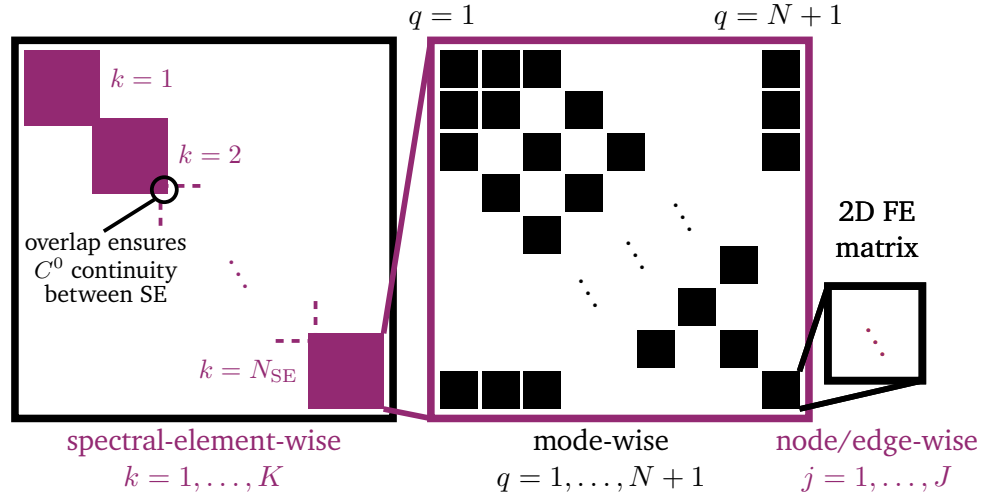 q = 1
q = N + 1
k = 1
k = 2
overlap ensures
C⁰ continuity
between SE
k = N_SE
2D FE
matrix
spectral-element-wise
k = 1, . . . , K
mode-wise
q = 1, . . . , N + 1
node/edge-wise
j = 1, . . . , J